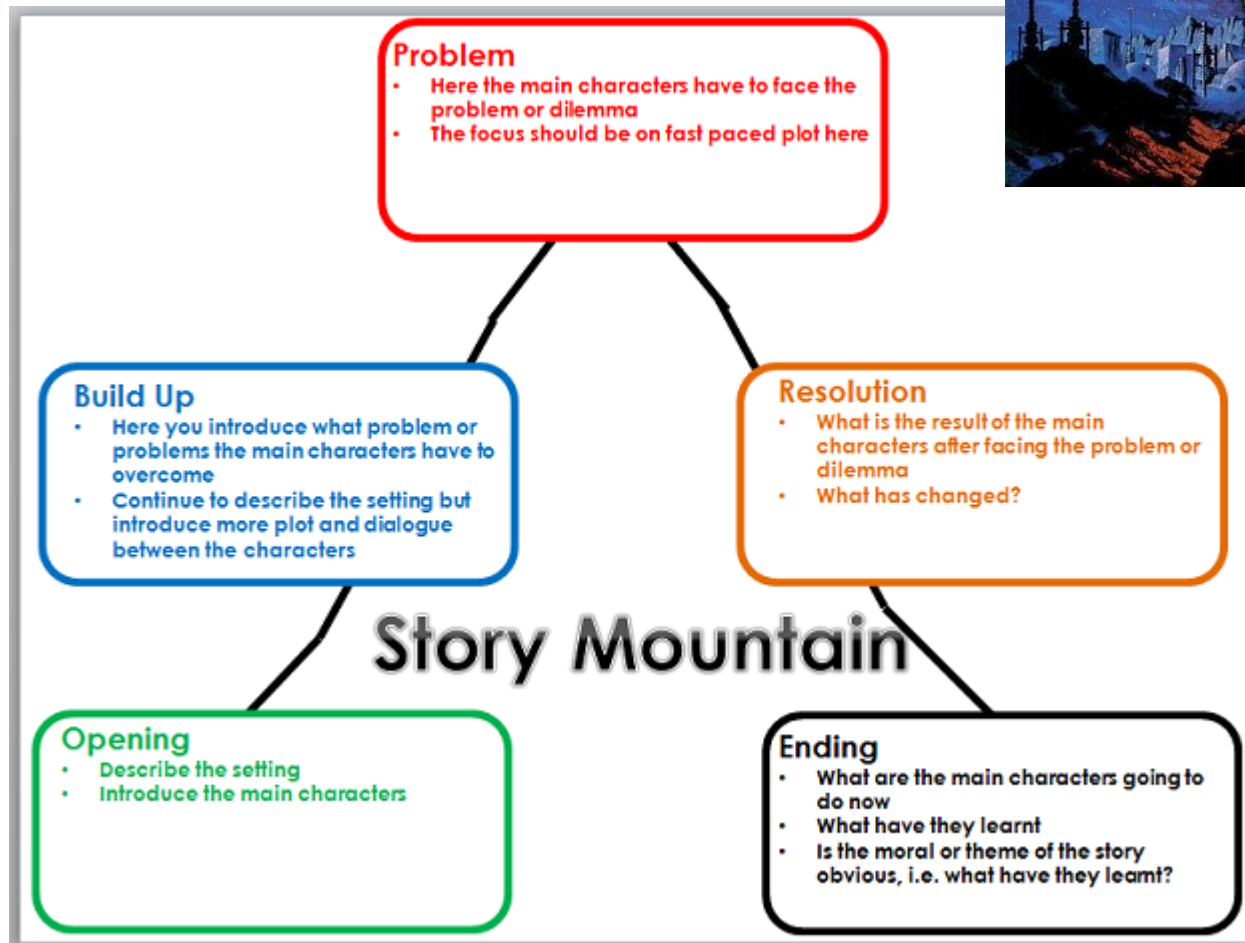 Problem
• Here the main characters have to face the
problem or dilemma
• The focus should be on fast paced plot here
Build Up
• Here you introduce what problem or
problems the main characters have to
overcome
• Continue to describe the setting but
introduce more plot and dialogue
between the characters
Resolution
• What is the result of the main
characters after facing the problem or
dilemma
• What has changed?
Story Mountain
Opening
• Describe the setting
• Introduce the main characters
Ending
• What are the main characters going to
do now
• What have they learnt
• Is the moral or theme of the story
obvious, i.e. what have they learnt?